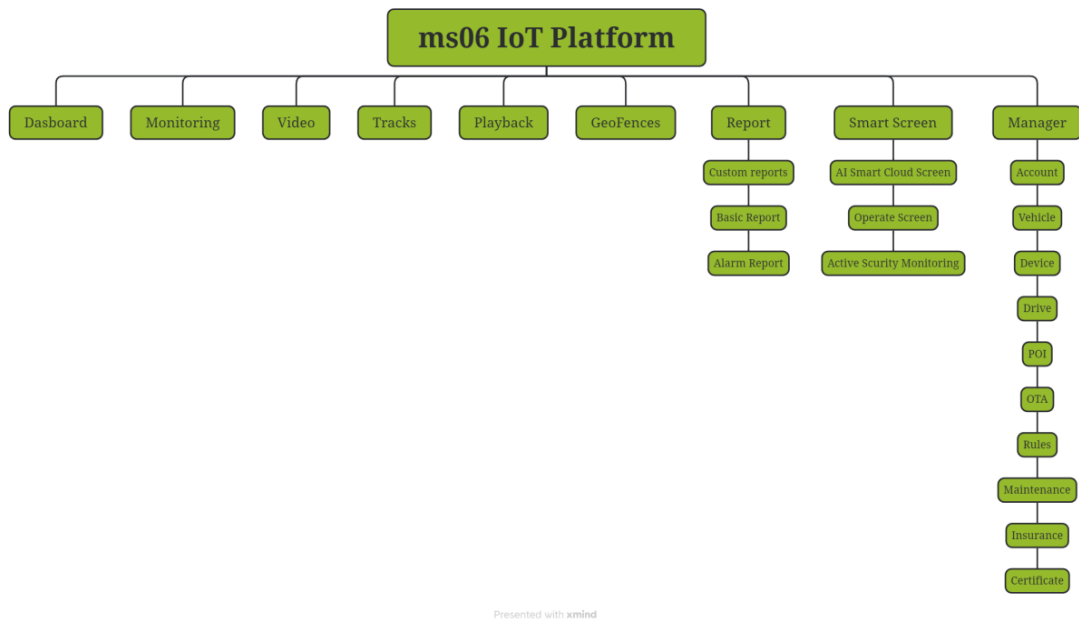 ms06 IoT Platform
Dasboard
Monitoring
Video
Tracks
Playback
GeoFences
Report
Smart Screen
Manager
Custom reports
Basic Report
Alarm Report
AI Smart Cloud Screen
Operate Screen
Active Scurity Monitoring
Account
Vehicle
Device
Drive
POI
OTA
Rules
Maintenance
Insurance
Certificate
Presented with xmind